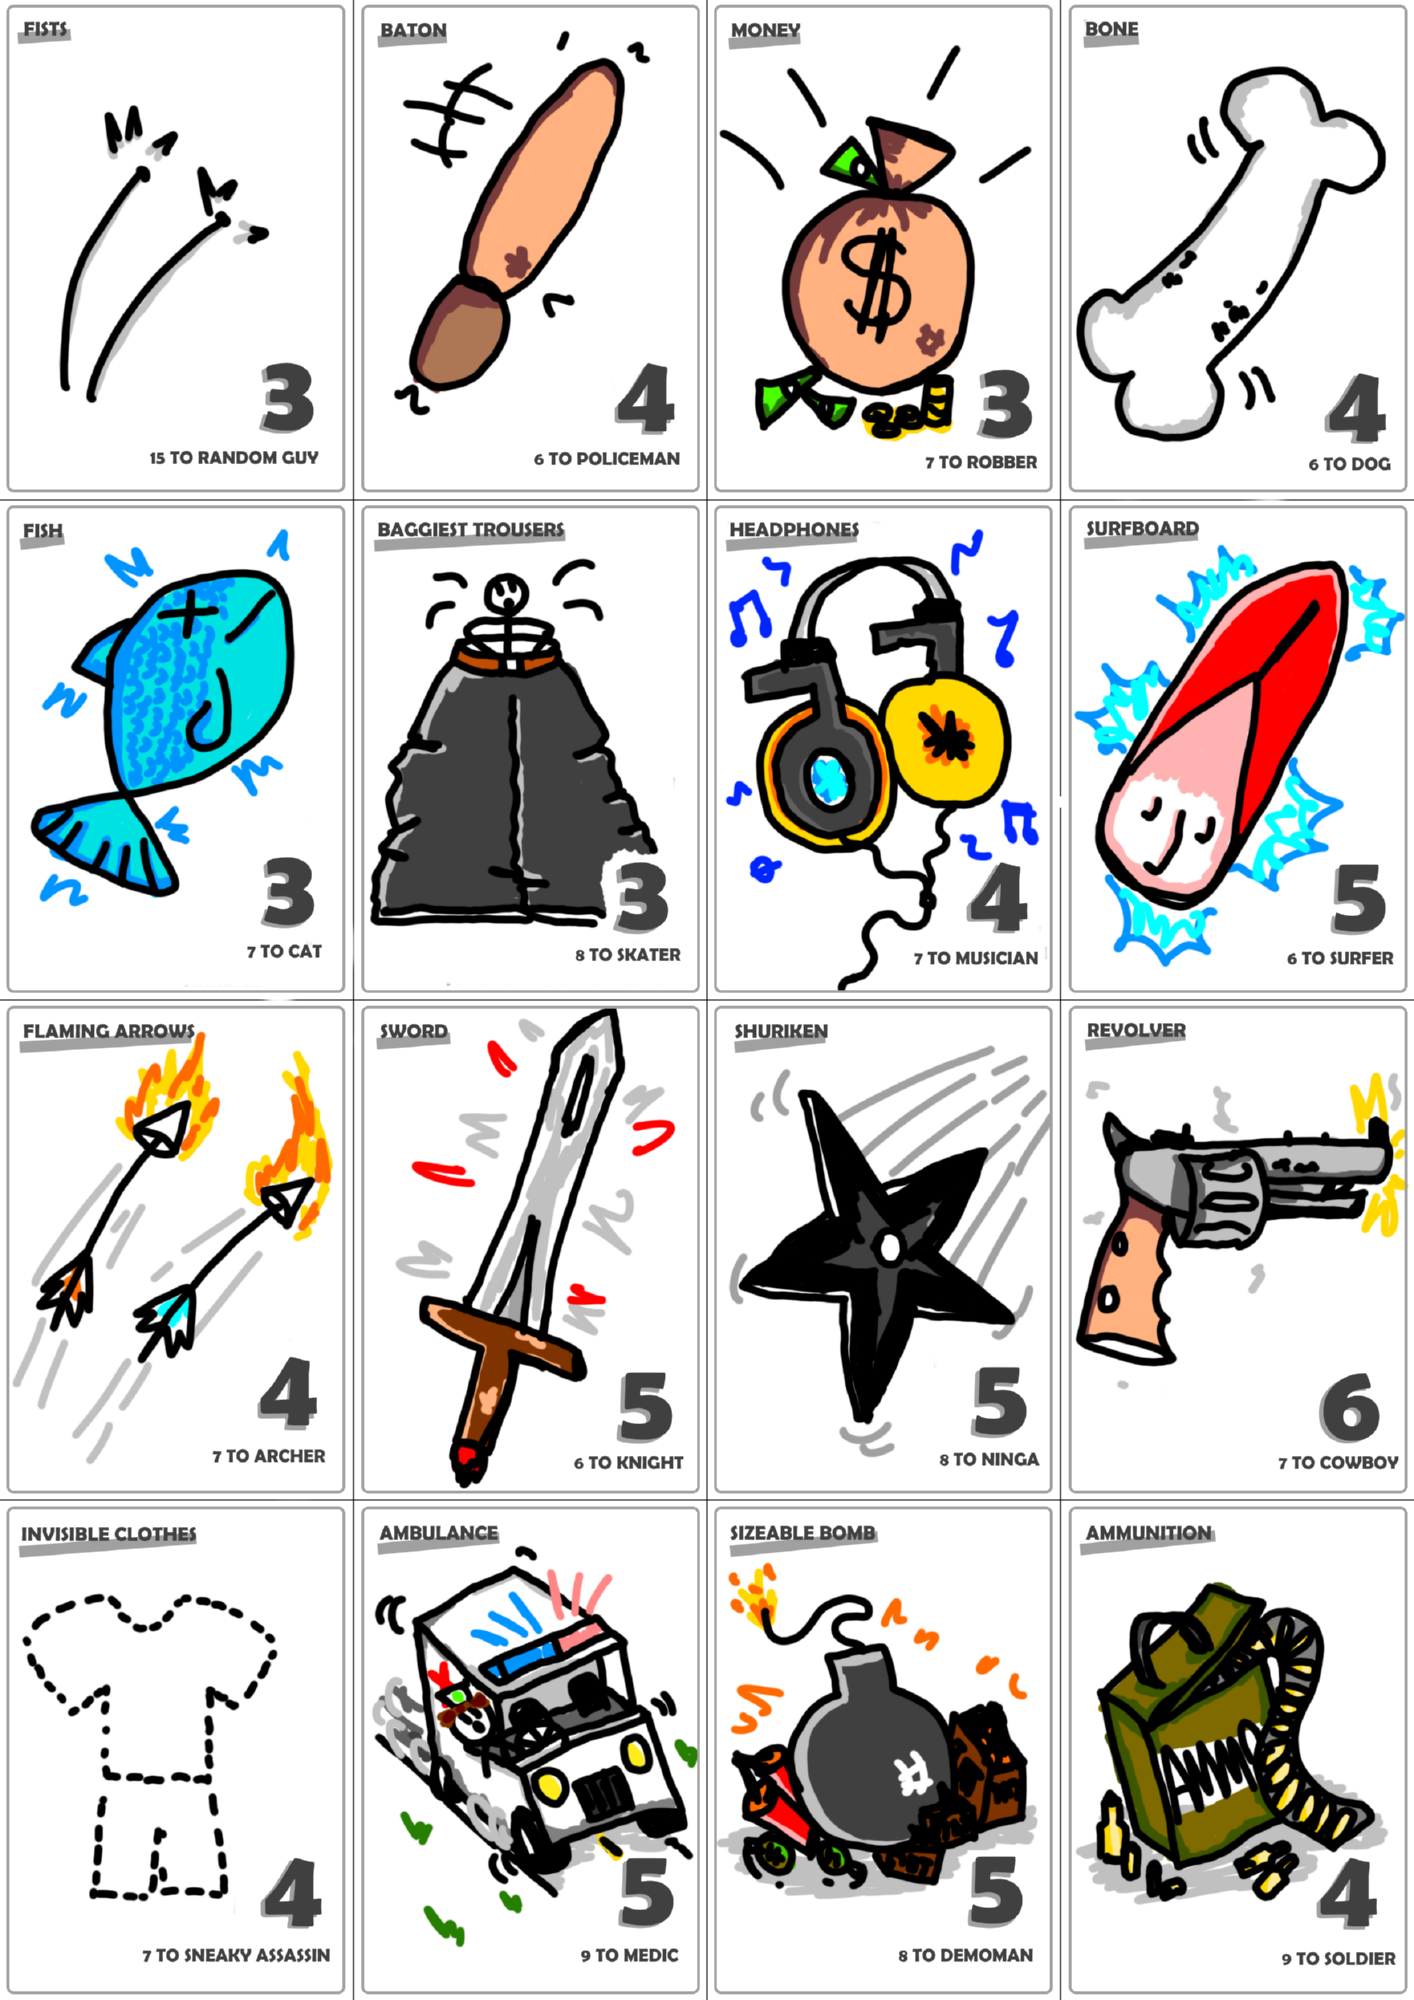 FISTS
3
15 TO RANDOM GUY
BATON
4
6 TO POLICEMAN
MONEY
$
3
7 TO ROBBER
BONE
4
6 TO DOG
FISH
3
7 TO CAT
BAGGIEST TROUSERS
3
8 TO SKATER
HEADPHONES
4
7 TO MUSICIAN
SURFBOARD
5
6 TO SURFER
FLAMING ARROWS
4
7 TO ARCHER
SWORD
5
6 TO KNIGHT
SHURIKEN
5
8 TO NINGA
REVOLVER
6
7 TO COWBOY
INVISIBLE CLOTHES
4
7 TO SNEAKY ASSASSIN
AMBULANCE
5
9 TO MEDIC
SIZEABLE BOMB
5
8 TO DEMOMAN
AMMUNITION
AMMO
4
9 TO SOLDIER